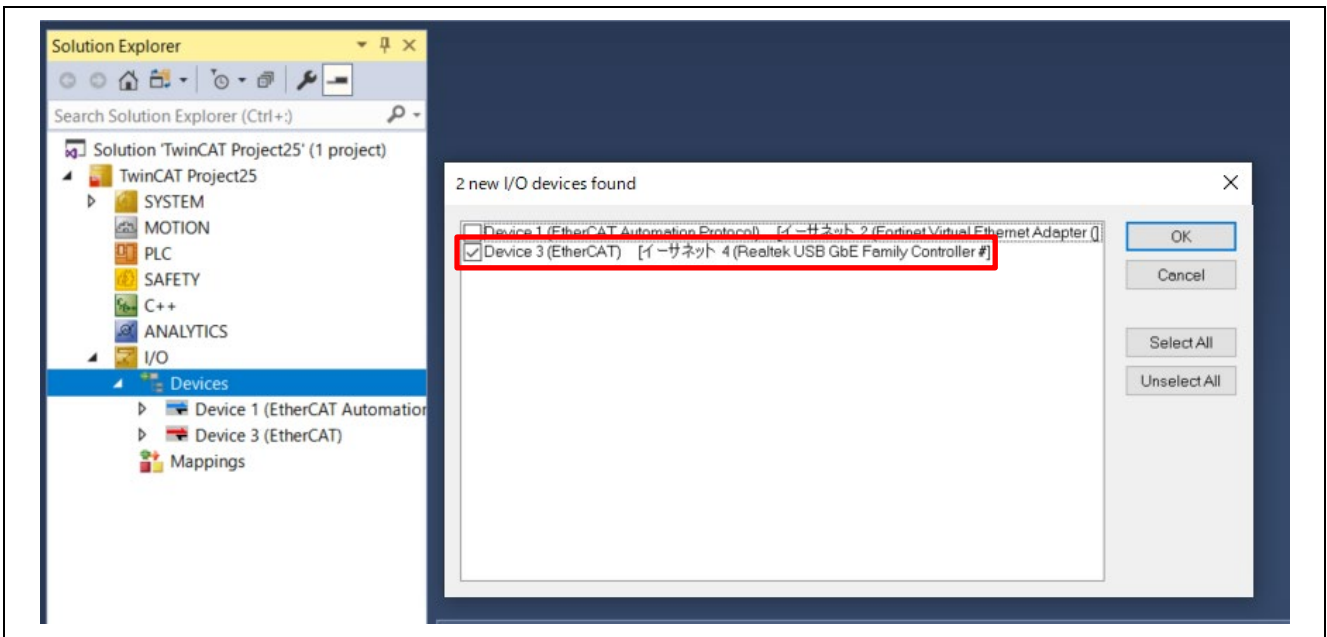 Solution Explorer
Search Solution Explorer (Ctrl+:)
Solution 'TwinCAT Project25' (1 project)
TwinCAT Project25
SYSTEM
MOTION
PLC
SAFETY
C++
ANALYTICS
I/O
Devices
Device 1 (EtherCAT Automation
Device 3 (EtherCAT)
Mappings
2 new I/O devices found
Device 1 (EtherCAT Automation Protocol) [イーサネット 2 (Fortinet Virtual Ethernet Adapter (]
Device 3 (EtherCAT) [イーサネット 4 (Realtek USB GbE Family Controller #]
OK
Cancel
Select All
Unselect All